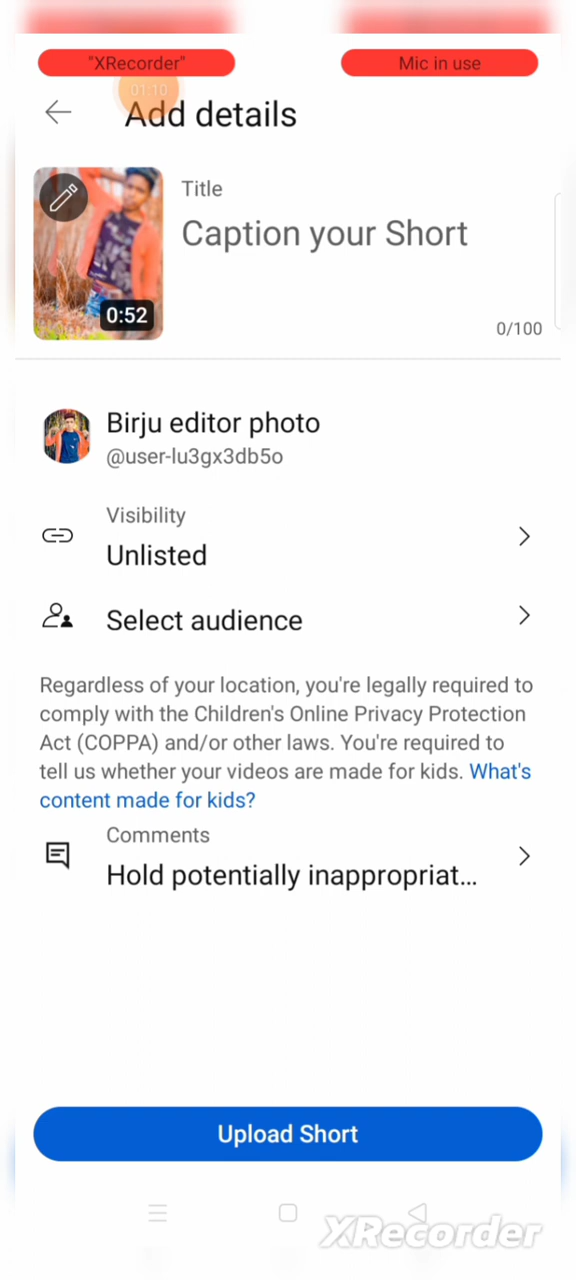 "XRecorder"
Mic in use
01:10
Add details
Title
Caption your Short
0:52
0/100
Birju editor photo
@user-lu3gx3db5o
Visibility
Unlisted
Select audience
Regardless of your location, you're legally required to
comply with the Children's Online Privacy Protection
Act (COPPA) and/or other laws. You're required to
tell us whether your videos are made for kids. What's
content made for kids?
Comments
Hold potentially inappropriat...
Upload Short
XRecorder